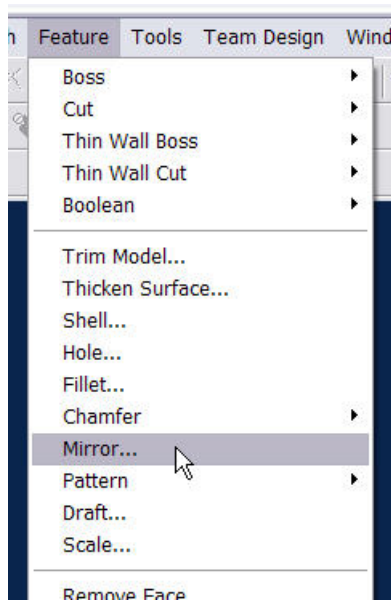 Feature Tools Team Design
Boss
Cut
Thin Wall Boss
Thin Wall Cut
Boolean
Trim Model...
Thicken Surface...
Shell...
Hole...
Fillet...
Chamfer
Mirror...
Pattern
Draft...
Scale...
Remove Face